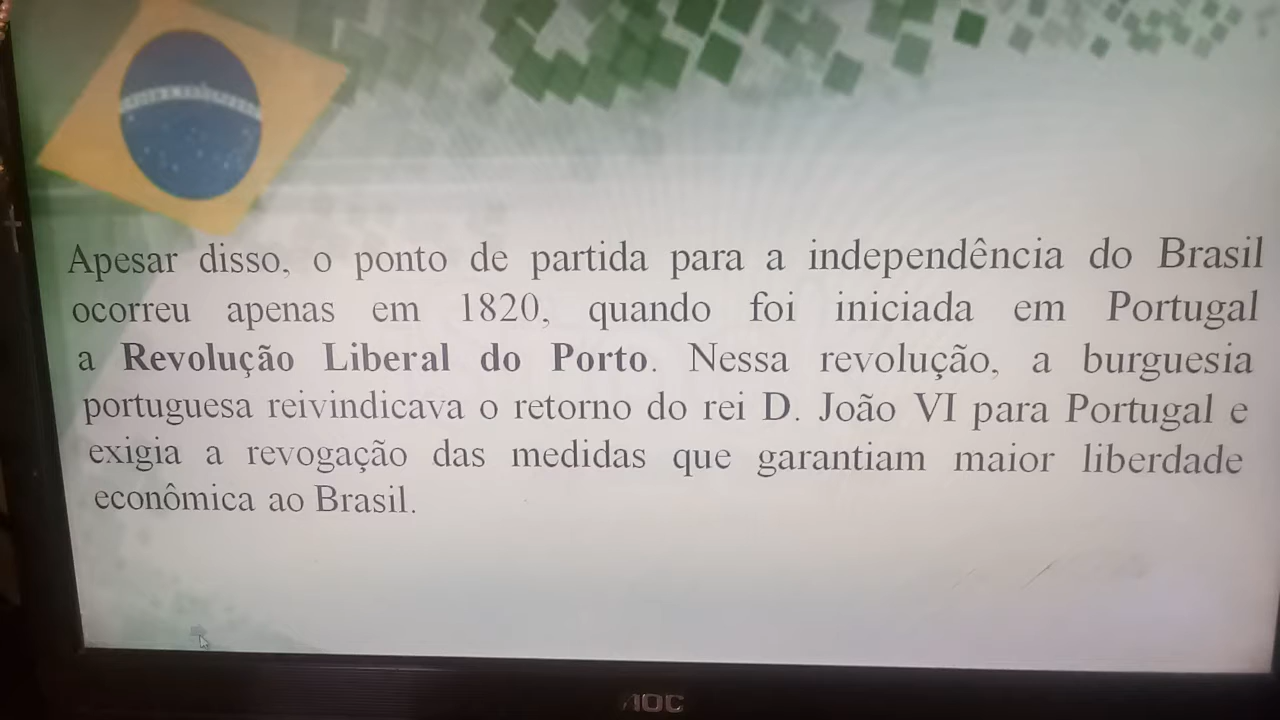 Apesar disso, o ponto de partida para a independência do Brasil
ocorreu apenas em 1820, quando foi iniciada em Portugal
a Revolução Liberal do Porto. Nessa revolução, a burguesia
portuguesa reivindicava o retorno do rei D. João VI para Portugal e
exigia a revogação das medidas que garantiam maior liberdade
econômica ao Brasil.
AOC